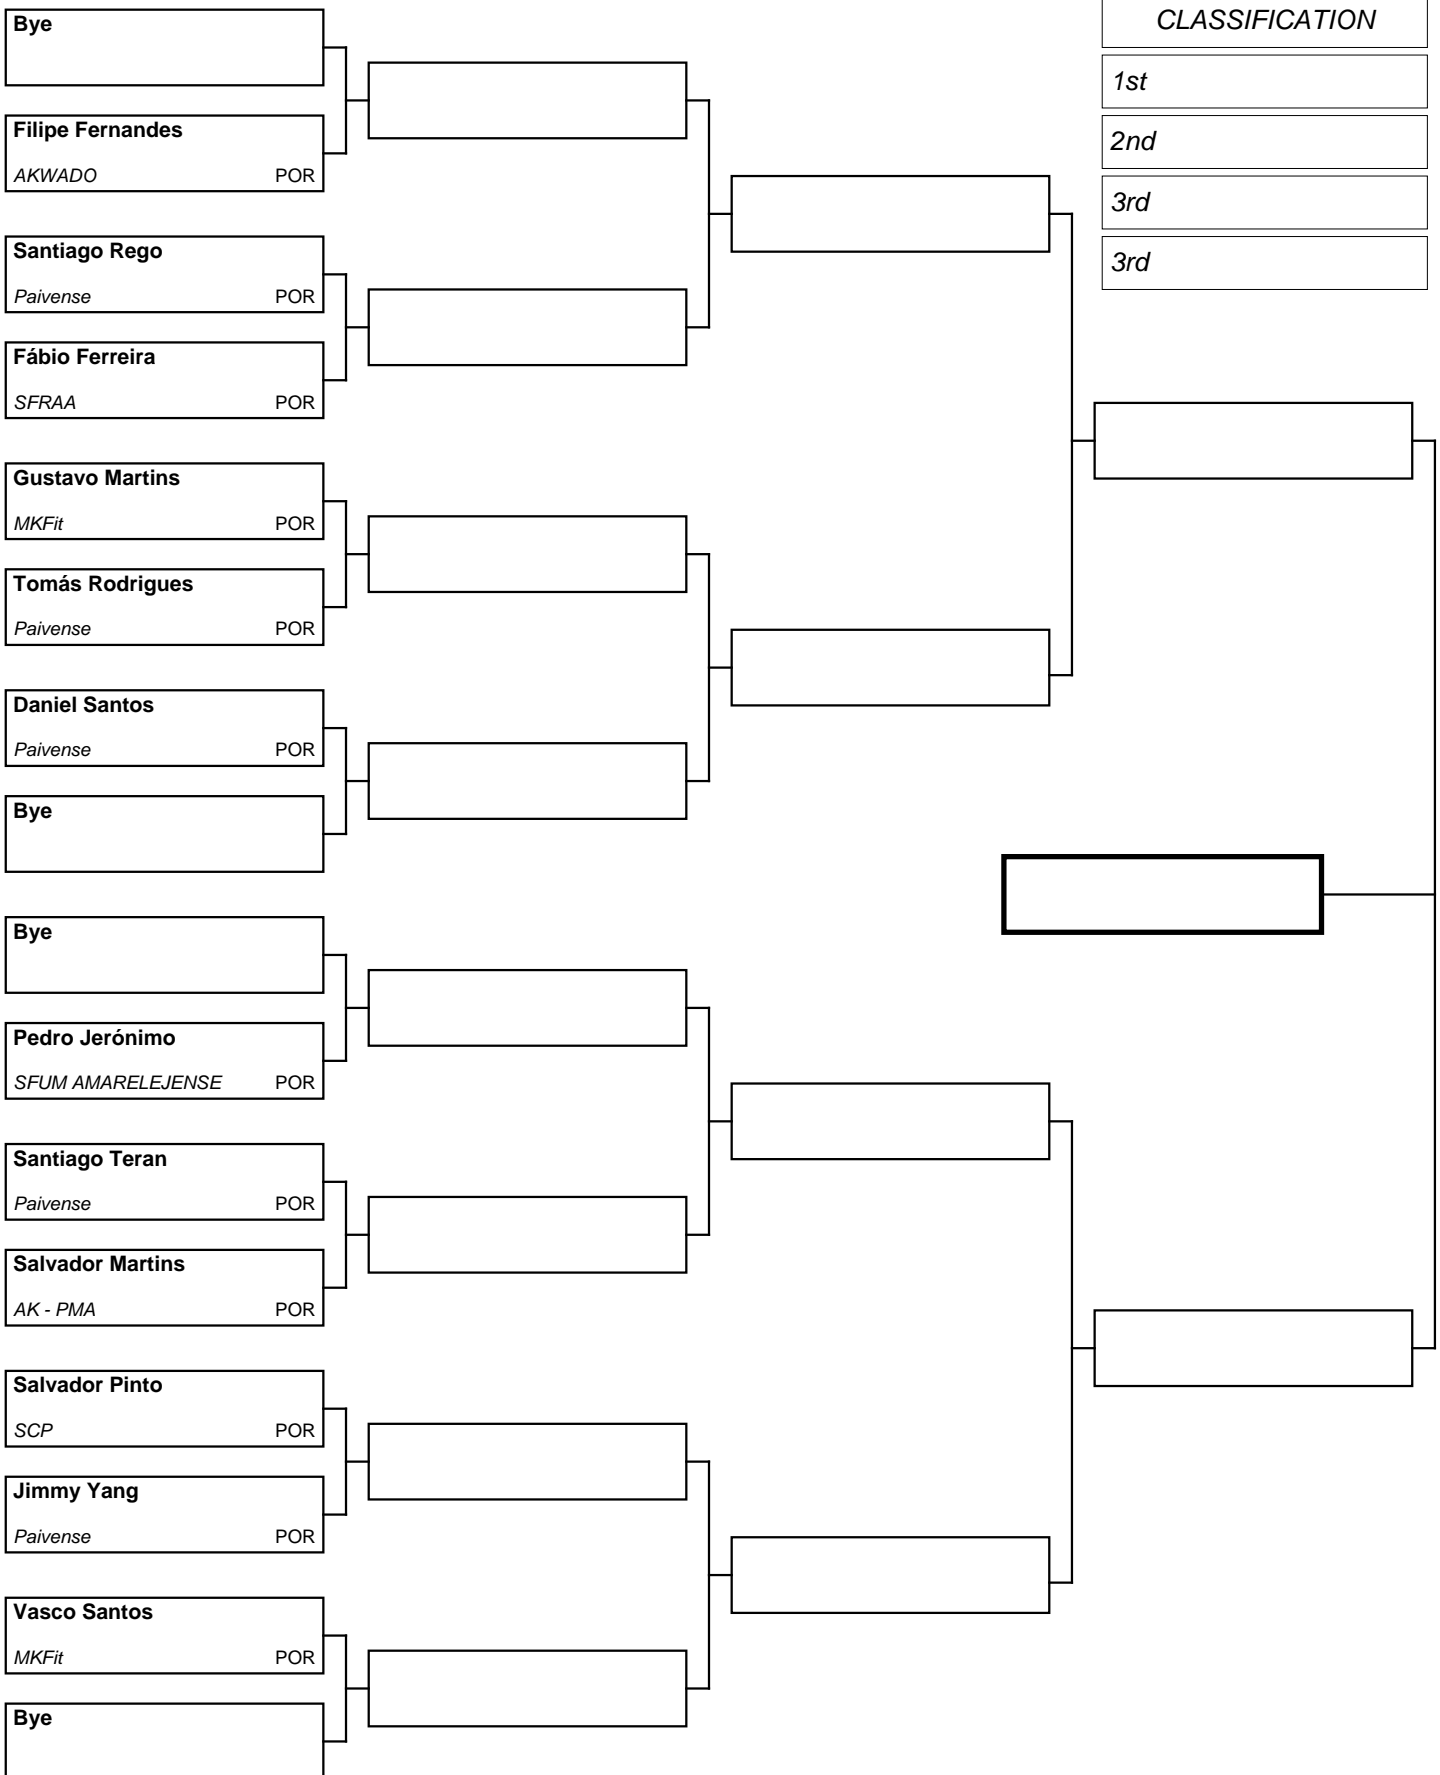 Bye
Filipe Fernandes
AKWADO POR
Santiago Rego
Paivense POR
Fábio Ferreira
SFRAA POR
Gustavo Martins
MKFit POR
Tomás Rodrigues
Paivense POR
Daniel Santos
Paivense POR
Bye
Bye
Pedro Jerónimo
SFUM AMARELEJENSE POR
Santiago Teran
Paivense POR
Salvador Martins
AK - PMA POR
Salvador Pinto
SCP POR
Jimmy Yang
Paivense POR
Vasco Santos
MKFit POR
Bye
CLASSIFICATION
1st
2nd
3rd
3rd